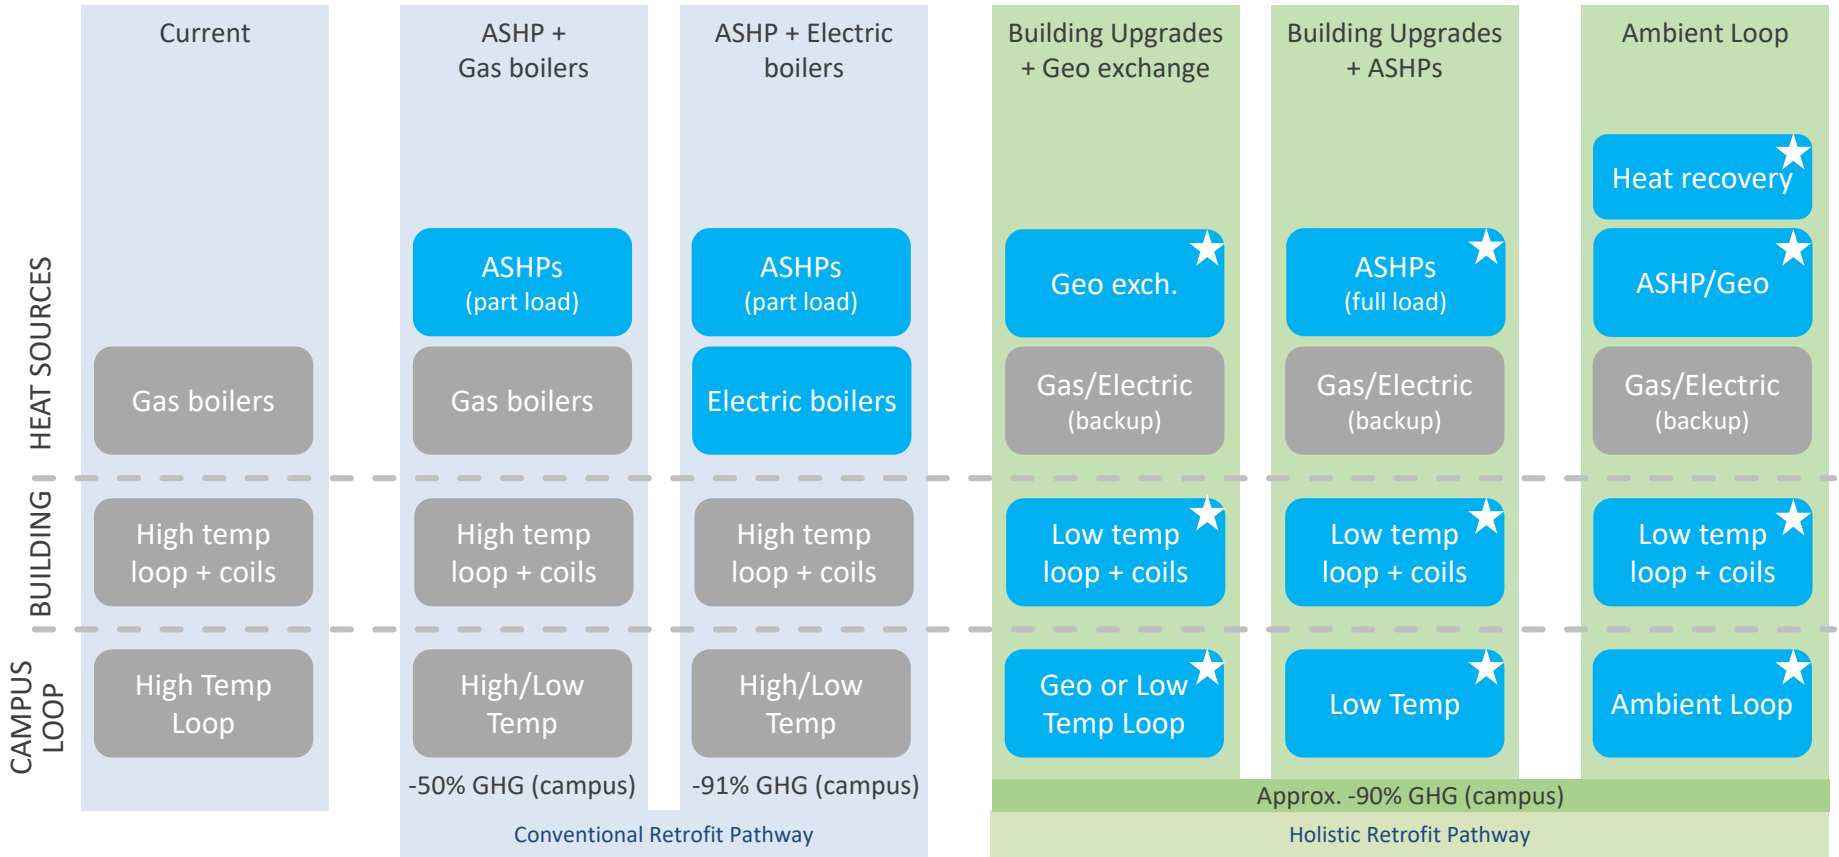 Current
ASHP +
Gas boilers
ASHP + Electric
boilers
Building Upgrades
+ Geo exchange
Building Upgrades
+ ASHPs
Ambient Loop
HEAT SOURCES
Heat recovery
ASHPs
(part load)
ASHPs
(part load)
Geo exch.
ASHPs
(full load)
ASHP/Geo
Gas boilers
Gas boilers
Electric boilers
Gas/Electric
(backup)
Gas/Electric
(backup)
Gas/Electric
(backup)
BUILDING
High temp
loop + coils
High temp
loop + coils
High temp
loop + coils
Low temp
loop + coils
Low temp
loop + coils
Low temp
loop + coils
CAMPUS
LOOP
High Temp
Loop
High/Low
Temp
High/Low
Temp
Geo or Low
Temp Loop
Low Temp
Ambient Loop
-50% GHG (campus)
-91% GHG (campus)
Approx. -90% GHG (campus)
Conventional Retrofit Pathway
Holistic Retrofit Pathway